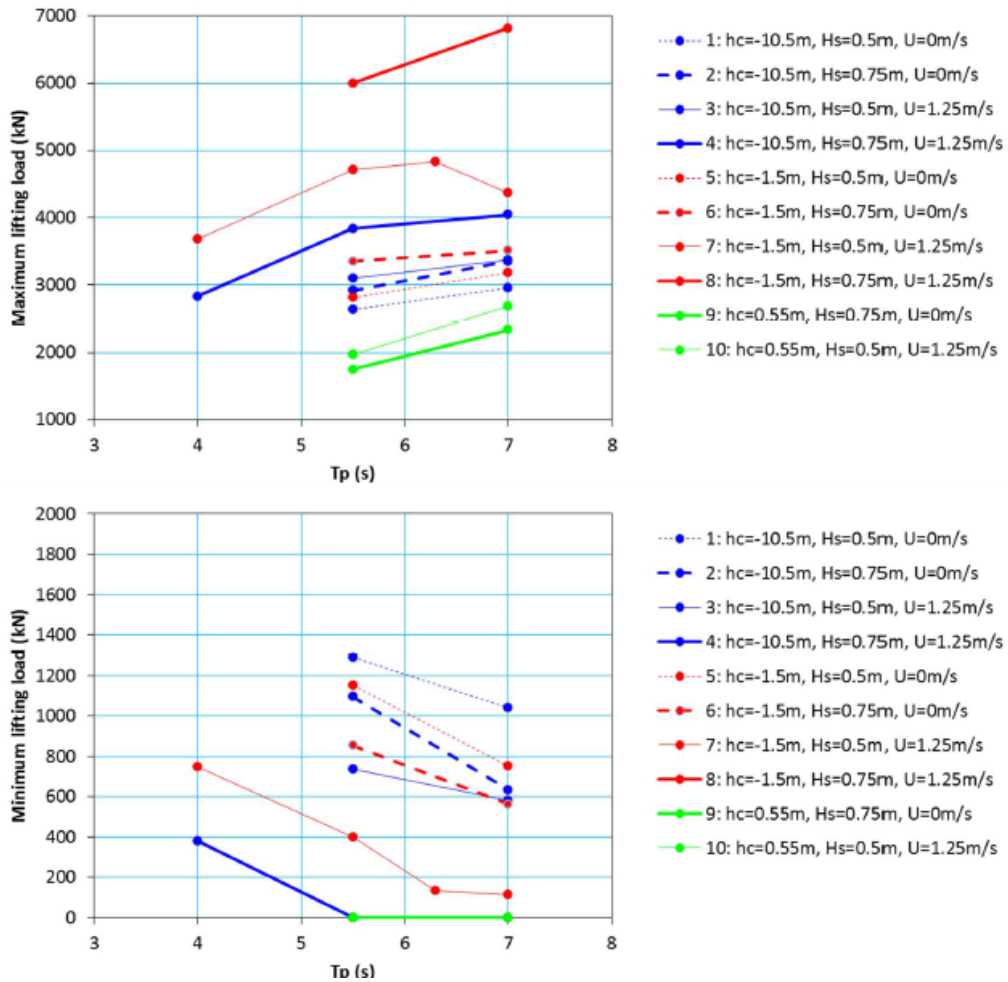 7000
6000
5000
4000
3000
2000
1000
Maximum lifting load (kN)
3 4 5 6 7 8
Tp (s)
1: hc=-10.5m, Hs=0.5m, U=0m/s
2: hc=-10.5m, Hs=0.75m, U=0m/s
3: hc=-10.5m, Hs=0.5m, U=1.25m/s
4: hc=-10.5m, Hs=0.75m, U=1.25m/s
5: hc=-1.5m, Hs=0.5m, U=0m/s
6: hc=-1.5m, Hs=0.75m, U=0m/s
7: hc=-1.5m, Hs=0.5m, U=1.25m/s
8: hc=-1.5m, Hs=0.75m, U=1.25m/s
9: hc=0.55m, Hs=0.75m, U=0m/s
10: hc=0.55m, Hs=0.5m, U=1.25m/s
2000
1800
1600
1400
1200
1000
800
600
400
200
0
Minimum lifting load (kN)
3 4 5 6 7 8
Tp (s)
1: hc=-10.5m, Hs=0.5m, U=0m/s
2: hc=-10.5m, Hs=0.75m, U=0m/s
3: hc=-10.5m, Hs=0.5m, U=1.25m/s
4: hc=-10.5m, Hs=0.75m, U=1.25m/s
5: hc=-1.5m, Hs=0.5m, U=0m/s
6: hc=-1.5m, Hs=0.75m, U=0m/s
7: hc=-1.5m, Hs=0.5m, U=1.25m/s
8: hc=-1.5m, Hs=0.75m, U=1.25m/s
9: hc=0.55m, Hs=0.75m, U=0m/s
10: hc=0.55m, Hs=0.5m, U=1.25m/s